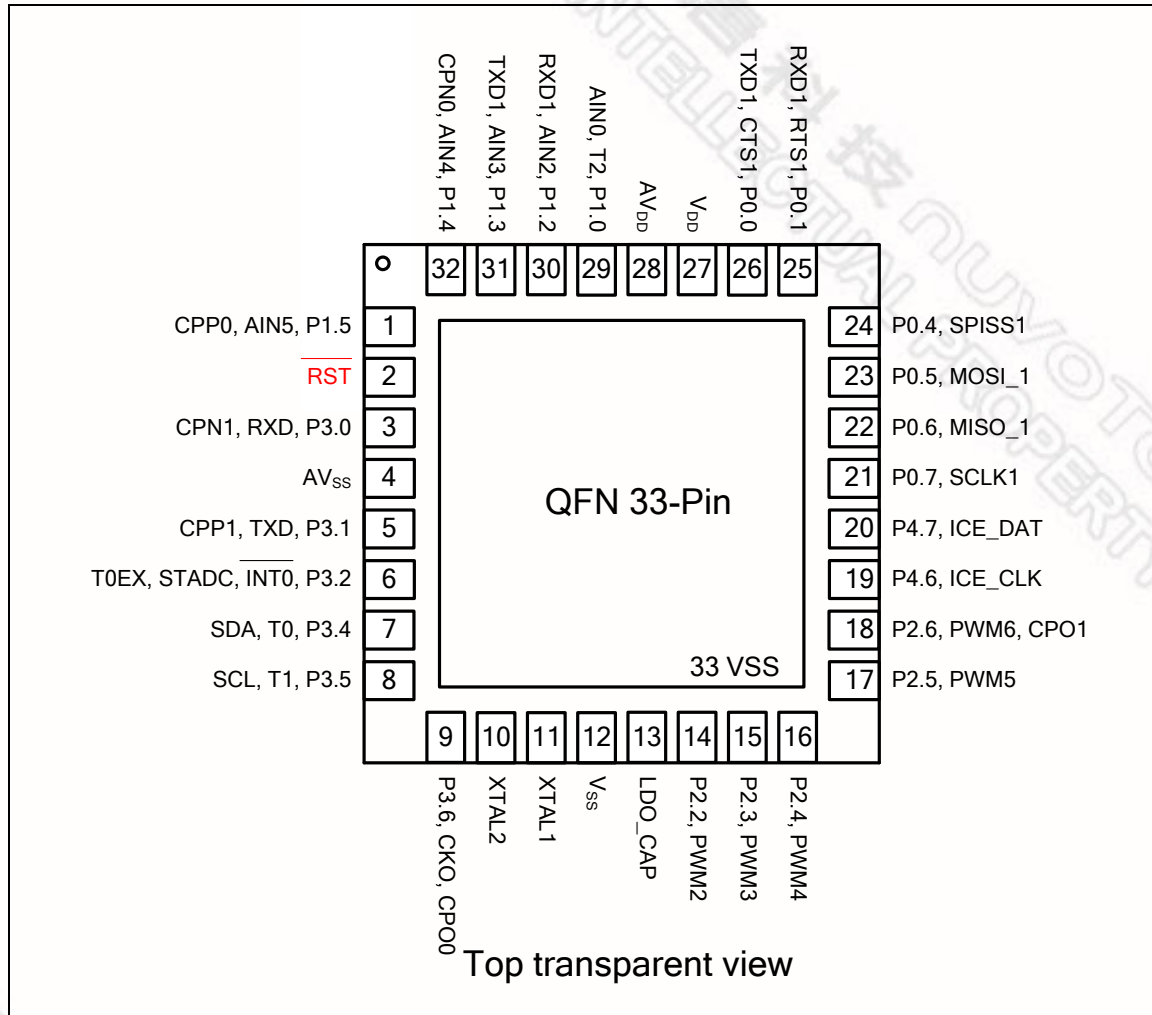 CPN0, AIN4, P1.4
TXD1, AIN3, P1.3
RXD1, AIN2, P1.2
AIN0, T2, P1.0
AVDD
VDD
TXD1, CTS1, P0.0
RXD1, RTS1, P0.1
32 31 30 29 28 27 26 25
CPP0, AIN5, P1.5 1
RST 2
CPN1, RXD, P3.0 3
AVSS 4
CPP1, TXD, P3.1 5
T0EX, STADC, INT0, P3.2 6
SDA, T0, P3.4 7
SCL, T1, P3.5 8
QFN 33-Pin
33 VSS
24 P0.4, SPISS1
23 P0.5, MOSI_1
22 P0.6, MISO_1
21 P0.7, SCLK1
20 P4.7, ICE_DAT
19 P4.6, ICE_CLK
18 P2.6, PWM6, CPO1
17 P2.5, PWM5
9 10 11 12 13 14 15 16
P3.6, CKO, CPO0
XTAL2
XTAL1
VSS
LDO_CAP
P2.2, PWM2
P2.3, PWM3
P2.4, PWM4
Top transparent view
科技 nuvoTo
INTELLECTUAL PROPERTY